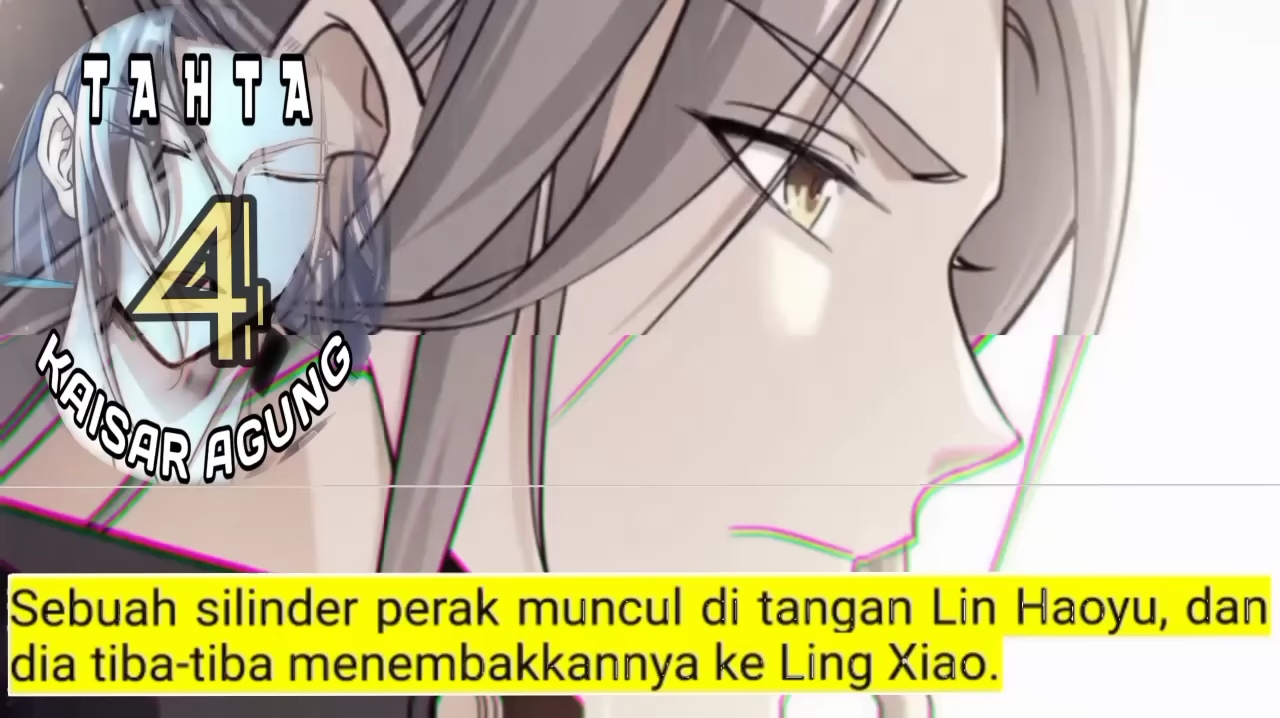 TAHTA
4
KAISAR AGUNG
Sebuah silinder perak muncul di tangan Lin Haoyu, dan
dia tiba-tiba menembakkannya ke Ling Xiao.